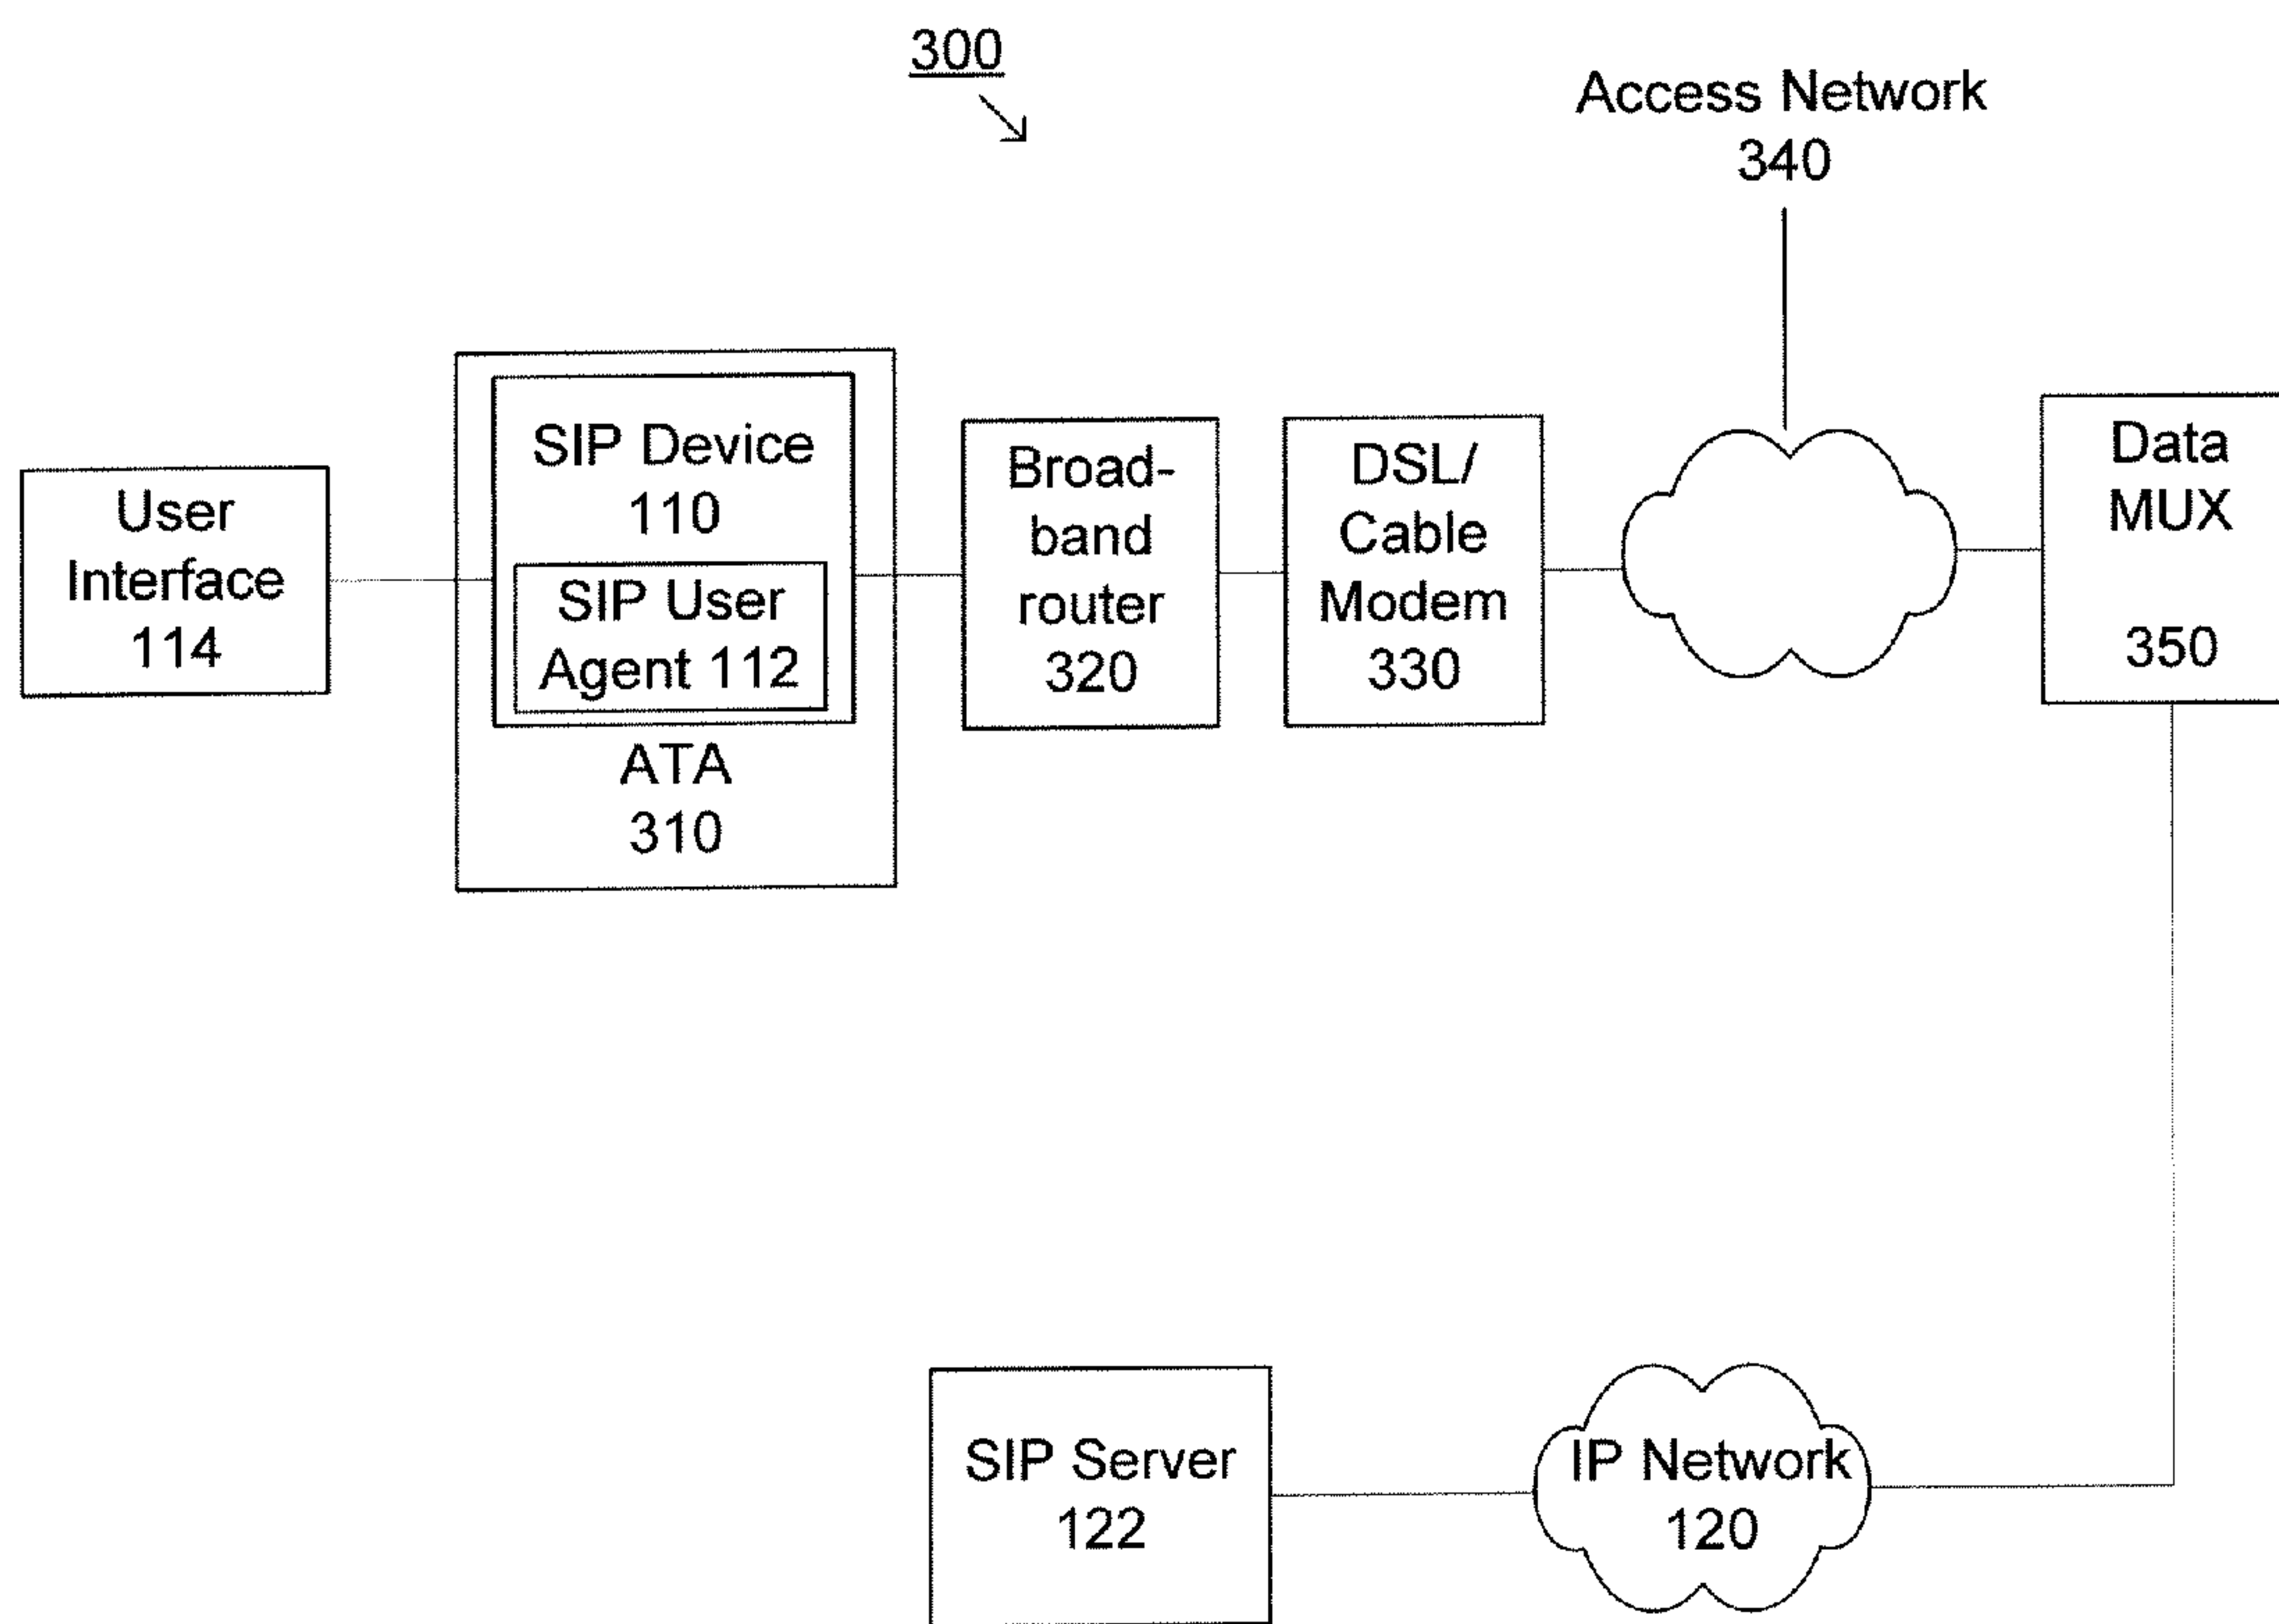 300
Access Network
340
User
Interface
114
SIP Device
110
SIP User
Agent 112
ATA
310
Broad-
band
router
320
DSL/
Cable
Modem
330
Data
MUX
350
SIP Server
122
IP Network
120